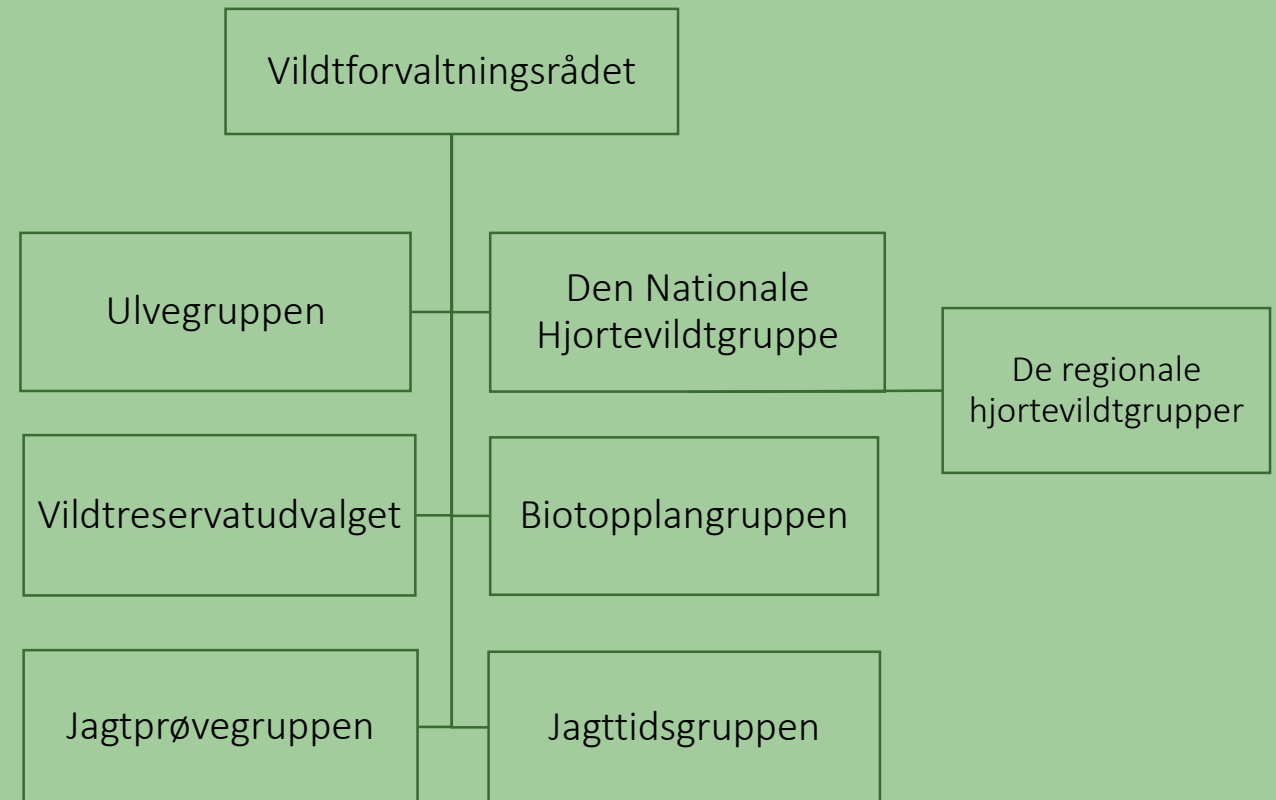 Vildtforvaltningsrådet
Ulvegruppen
Den Nationale
Hjortevildtgruppe
De regionale
hjortevildtgrupper
Vildtreservatudvalget
Biotopplangruppen
Jagtprøvegruppen
Jagttidsgruppen